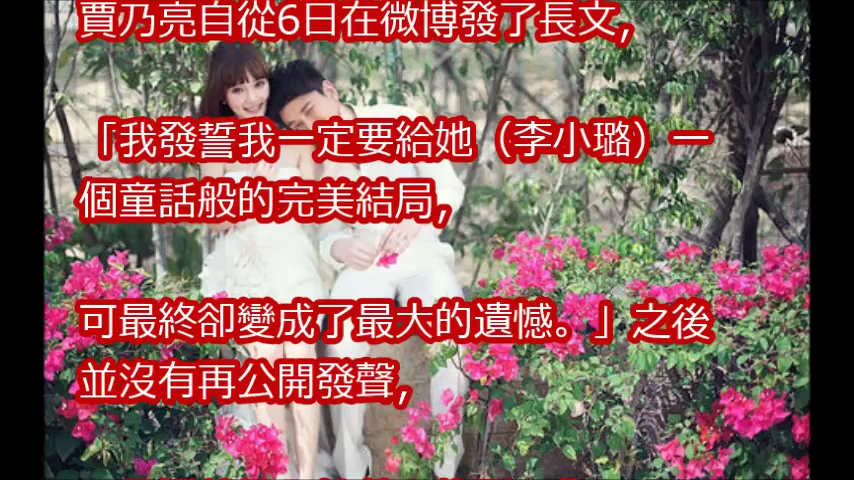 賈乃亮自從6日在微博發了長文，
「我發誓我一定要給她（李小璐）一
個童話般的完美結局，
可最終卻變成了最大的遺憾。」之後
並沒有再公開發聲，